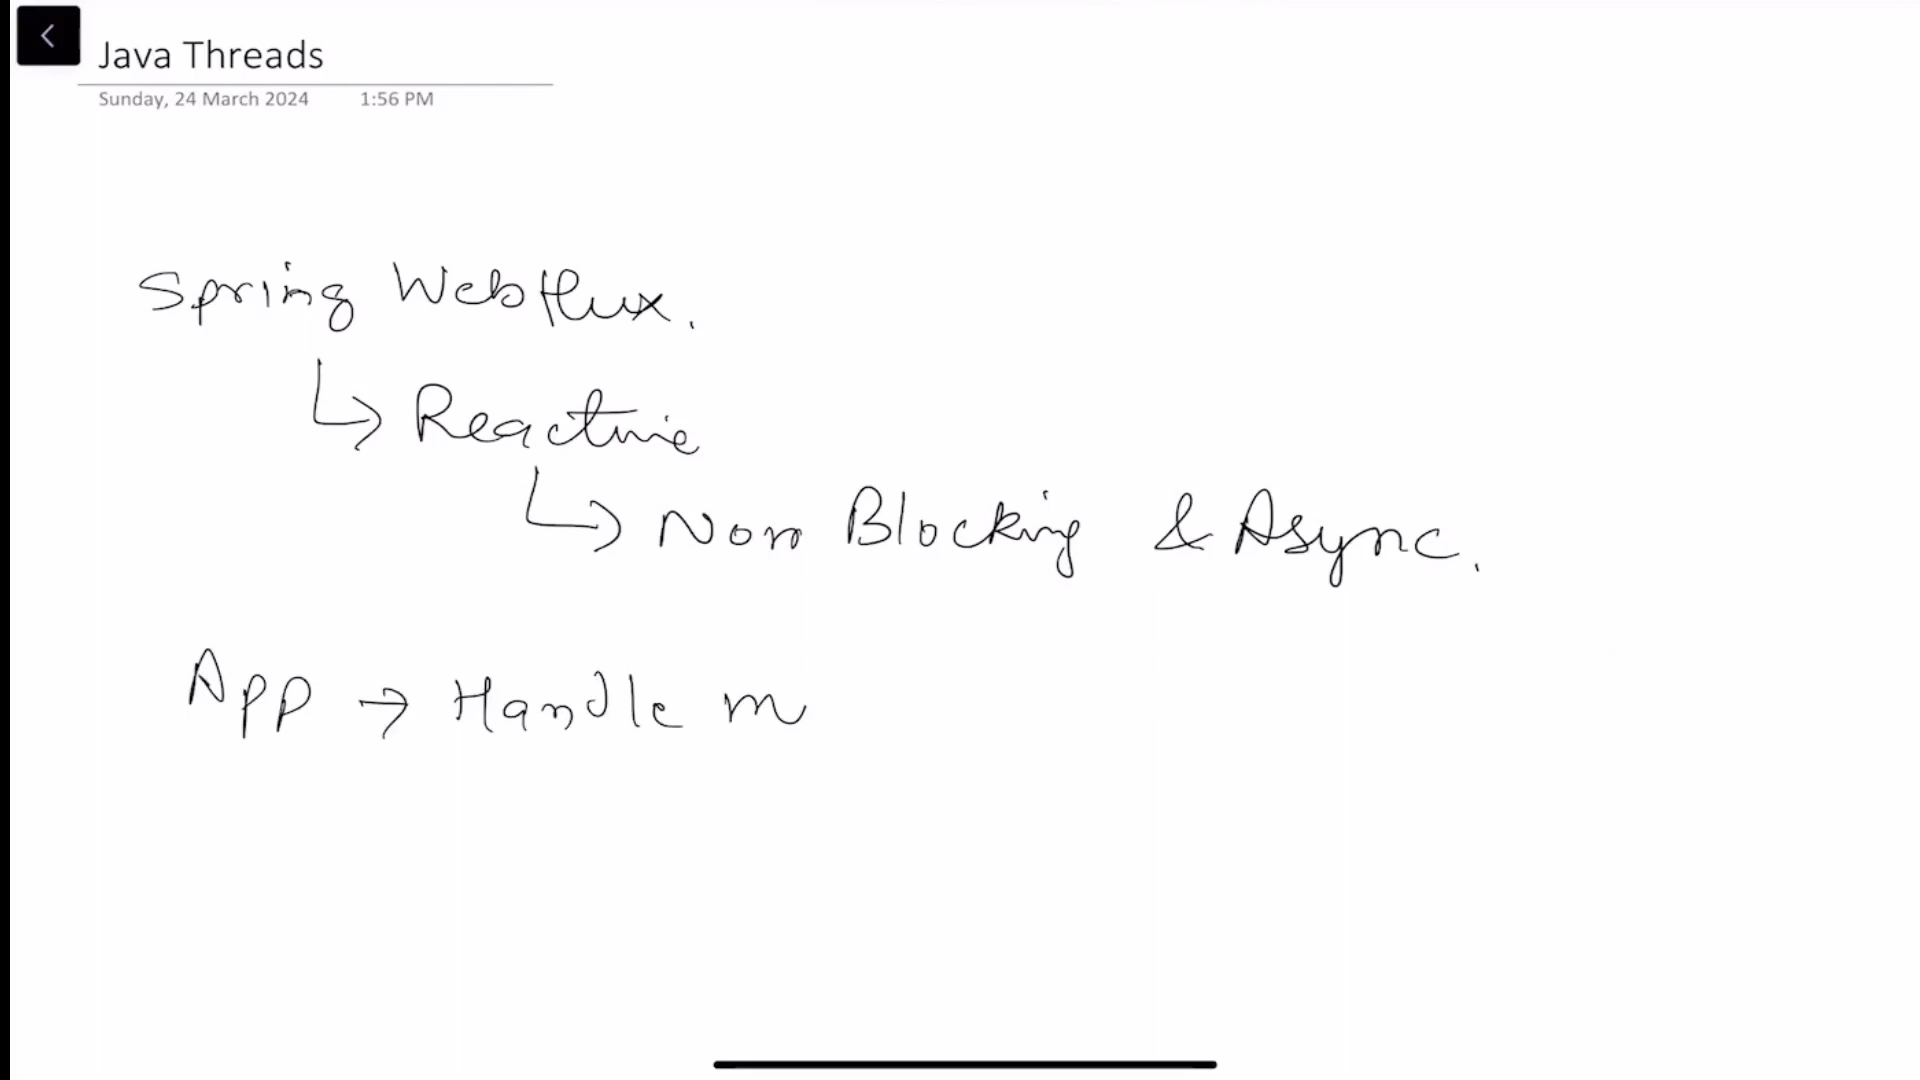 Java Threads
Sunday, 24 March 2024 1:56 PM
Spring Webflux.
↳ Reactive
↳ Non Blocking & Async.
App → Handle m